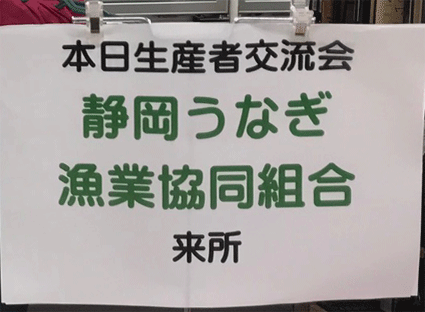 本日生産者交流会
静岡うなぎ
漁業協同組合
来所